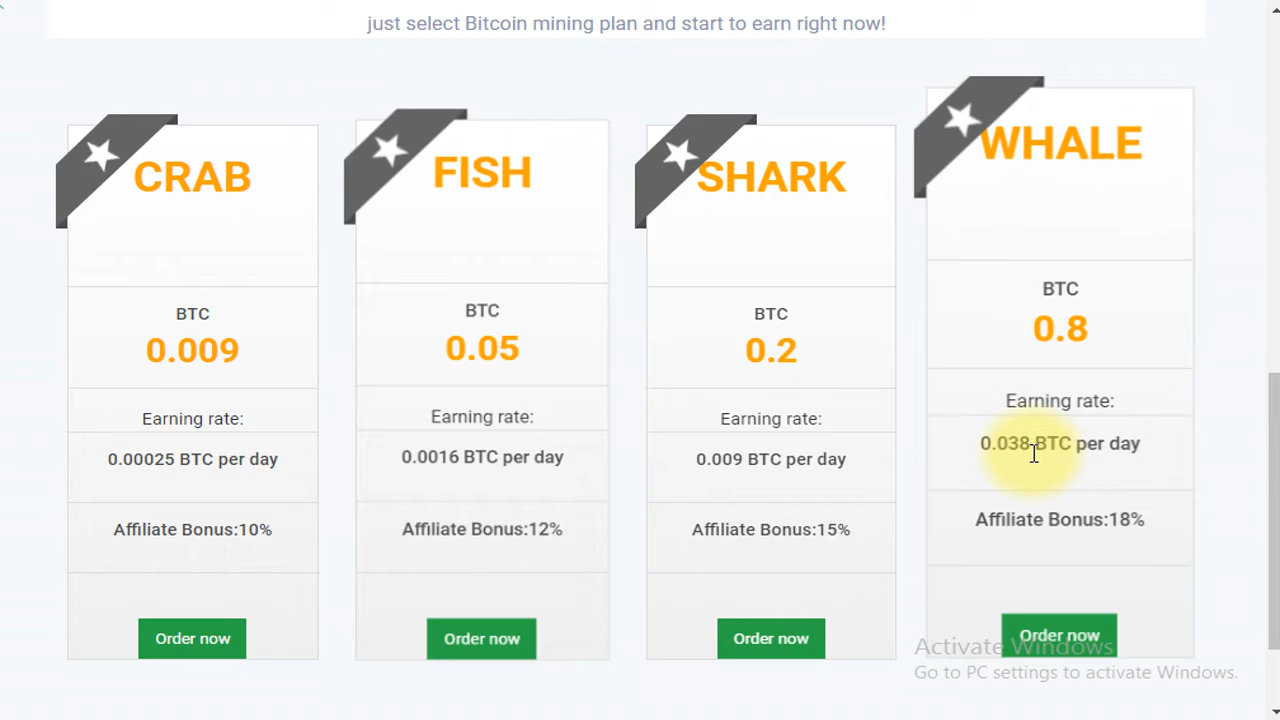 just select Bitcoin mining plan and start to earn right now!
CRAB
BTC
0.009
Earning rate:
0.00025 BTC per day
Affiliate Bonus:10%
Order now
FISH
BTC
0.05
Earning rate:
0.0016 BTC per day
Affiliate Bonus:12%
Order now
SHARK
BTC
0.2
Earning rate:
0.009 BTC per day
Affiliate Bonus:15%
Order now
WHALE
BTC
0.8
Earning rate:
0.038 BTC per day
Affiliate Bonus:18%
Order now
Activate Windows
Go to PC settings to activate Windows.